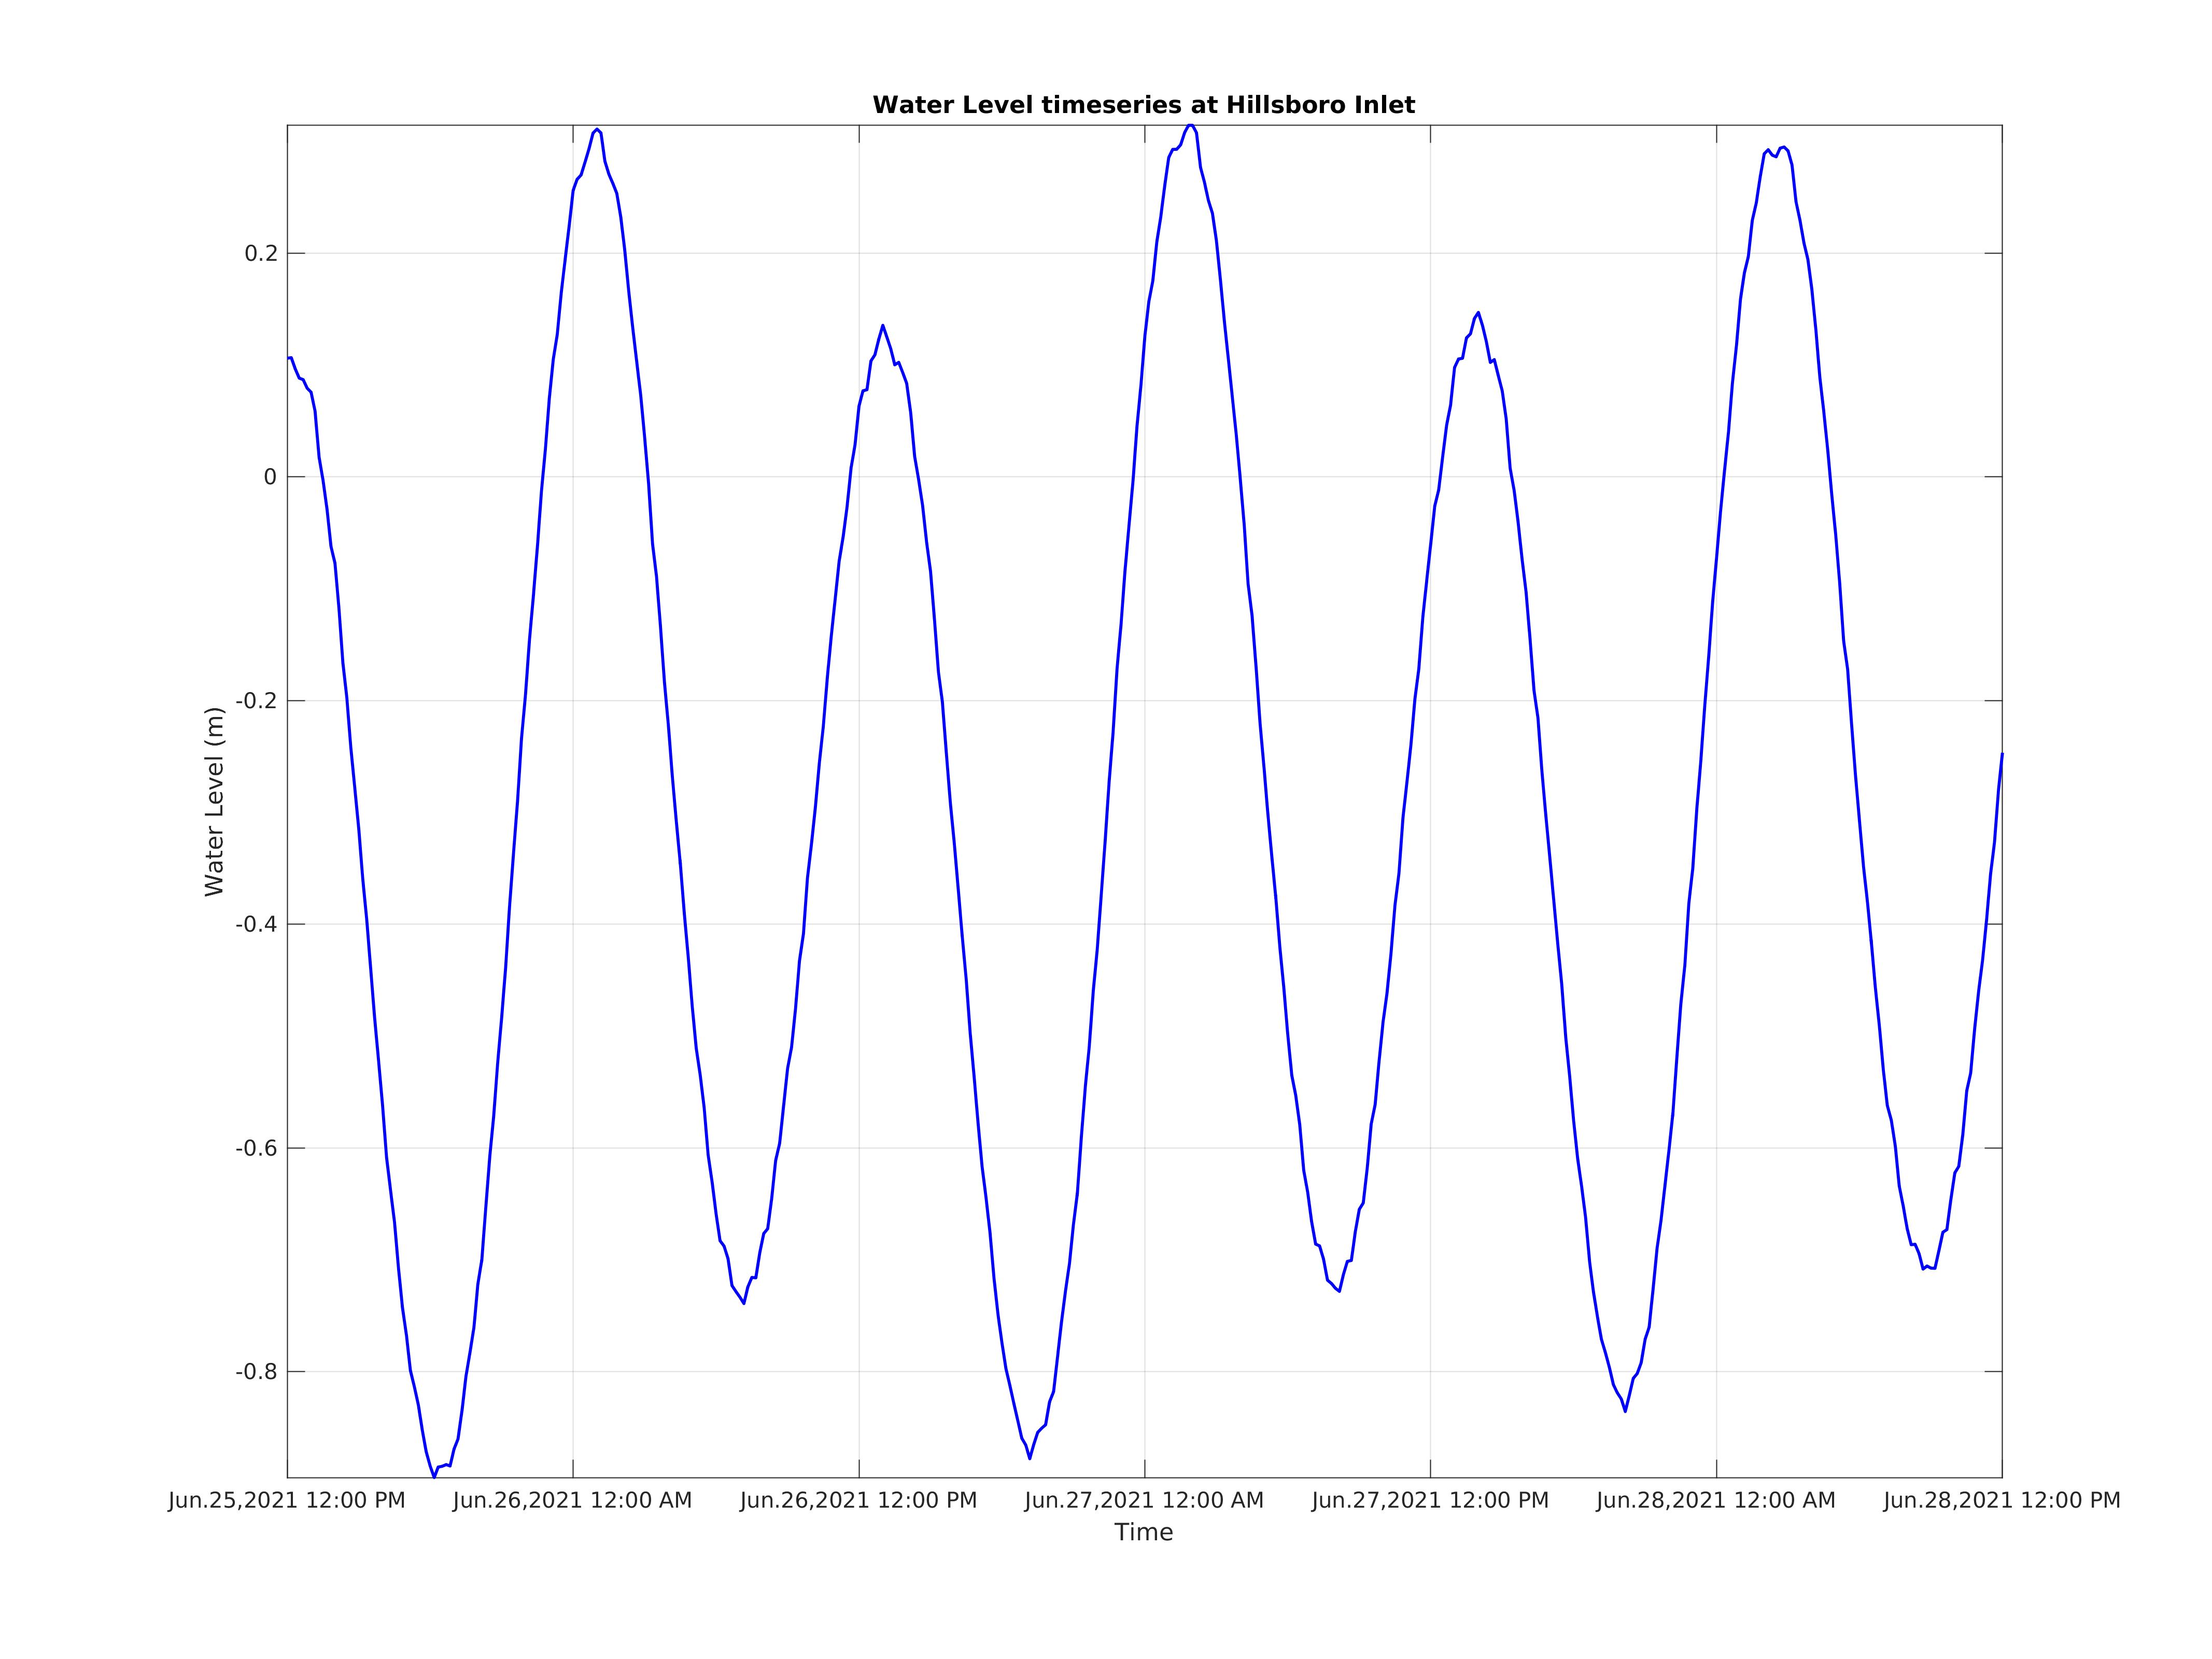 Water Level timeseries at Hillsboro Inlet
0.2
0
-0.2
-0.4
-0.6
-0.8
Water Level (m)
Jun.25,2021 12:00 PM
Jun.26,2021 12:00 AM
Jun.26,2021 12:00 PM
Jun.27,2021 12:00 AM
Jun.27,2021 12:00 PM
Jun.28,2021 12:00 AM
Jun.28,2021 12:00 PM
Time